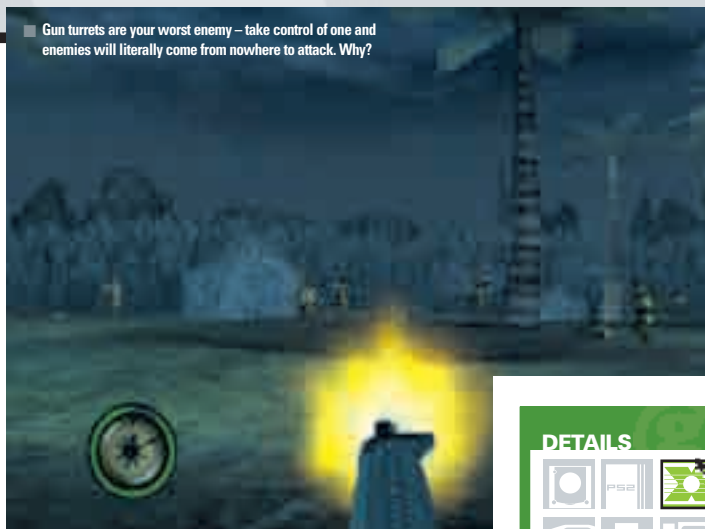 Gun turrets are your worst enemy – take control of one and
enemies will literally come from nowhere to attack. Why?
DETAILS
PS2